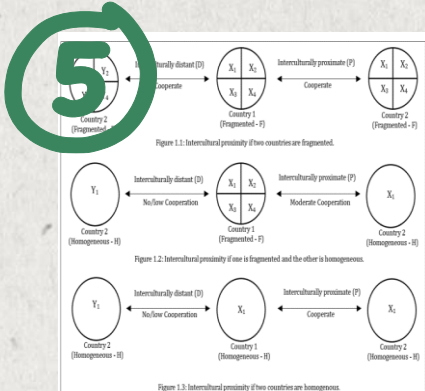 5
Y2
Interculturally distant (D)
Cooperate
Country 2
(Fragmented - F)
X1 X2
X3 X4
Country 1
(Fragmented - F)
Interculturally proximate (P)
Cooperate
X1 X2
X3 X4
Country 2
(Fragmented - F)
Figure 1.1: Intercultural proximity if two countries are fragmented.
Y1
Country 2
(Homogeneous - H)
Interculturally distant (D)
No/low Cooperation
X1 X2
X3 X4
Country 1
(Fragmented - F)
Interculturally proximate (P)
Moderate Cooperation
X1
Country 2
(Homogeneous - H)
Figure 1.2: Intercultural proximity if one is fragmented and the other is homogeneous.
Country 2
(Homogeneous - H)
Interculturally distant (D)
No/low Cooperation
X1
Country 1
(Homogeneous - H)
Interculturally proximate (P)
Cooperate
Country 2
(Homogeneous - H)
Figure 1.3: Intercultural proximity if two countries are homogenous.